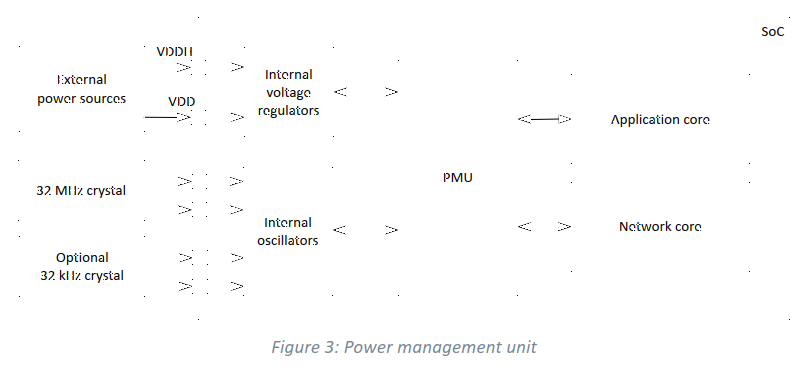 SoC
VDDH
External
power sources
VDD
Internal
voltage
regulators
Application core
32 MHz crystal
PMU
Internal
oscillators
Network core
Optional
32 kHz crystal
Figure 3: Power management unit